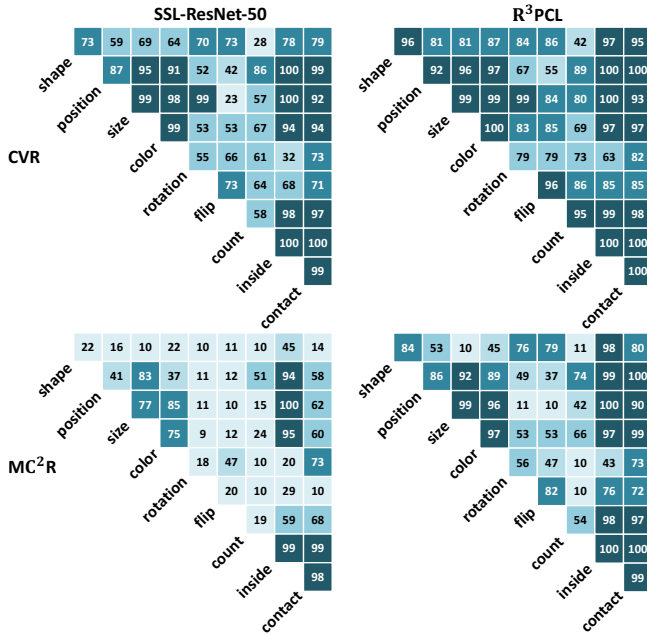 SSL-ResNet-50
R³PCL
CVR
73 59 69 64 70 73 28 78 79
shape
87 95 91 52 42 86 100 99
position
99 98 99 23 57 100 92
size
99 53 53 67 94 94
color
55 66 61 32 73
rotation
73 64 68 71
flip
58 98 97
count
100 100
inside
99
contact
96 81 81 87 84 86 42 97 95
shape
92 96 97 67 55 89 100 100
position
99 99 99 84 80 100 93
size
100 83 85 69 97 97
color
79 79 73 63 82
rotation
96 86 85 85
flip
95 99 98
count
100 100
inside
100
contact
MC²R
22 16 10 22 10 11 10 45 14
shape
41 83 37 11 12 51 94 58
position
77 85 11 10 15 100 62
size
75 9 12 24 95 60
color
18 47 10 20 73
rotation
20 10 29 10
flip
19 59 68
count
99 99
inside
98
contact
84 53 10 45 76 79 11 98 80
shape
86 92 89 49 37 74 99 100
position
99 96 11 10 42 100 90
size
97 53 53 66 97 99
color
56 47 10 43 73
rotation
82 10 76 72
flip
54 98 97
count
100 100
inside
99
contact